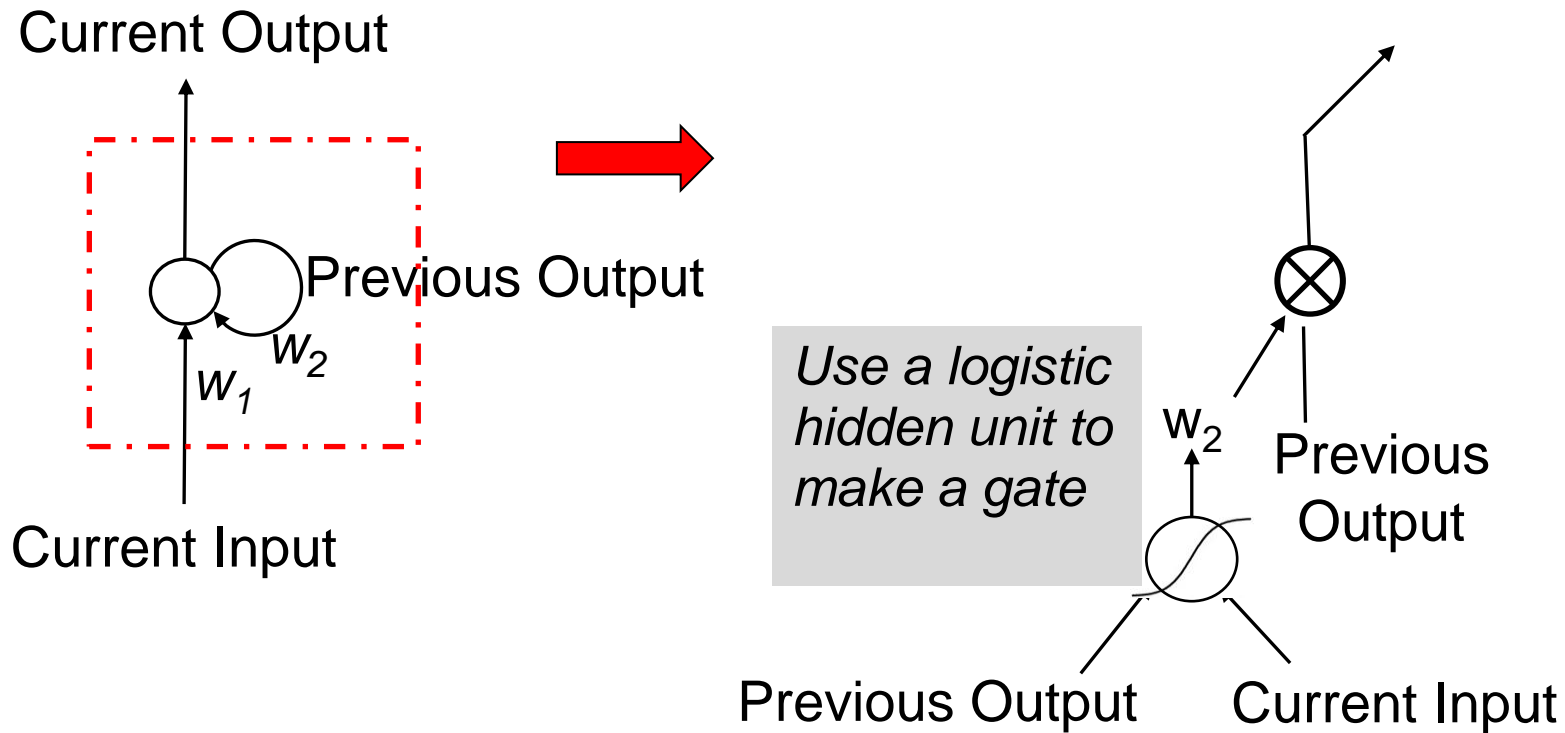 Current Output
Previous Output
w2
w1
Current Input
Use a logistic
hidden unit to
make a gate
w2
Previous
Output
Previous Output
Current Input